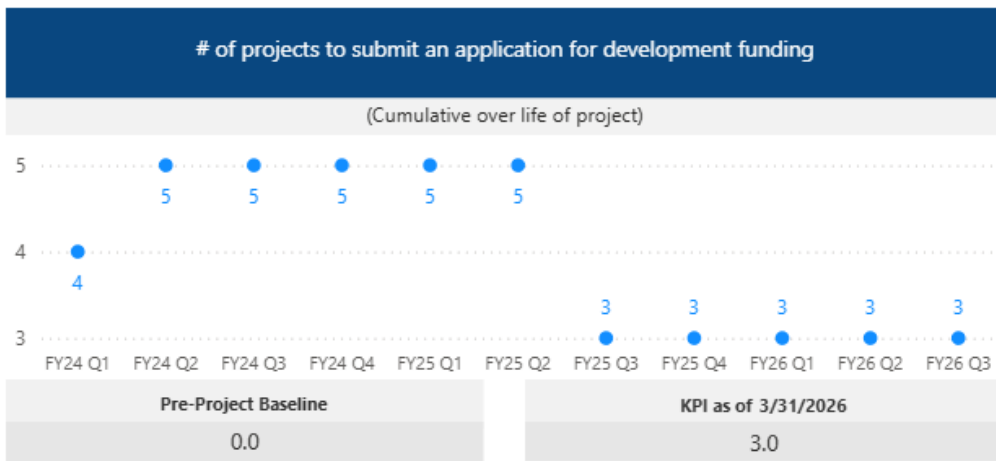 # of projects to submit an application for development funding
(Cumulative over life of project)
5
5 5 5 5 5
4
4
3 3 3 3 3
3
FY24 Q1 FY24 Q2 FY24 Q3 FY24 Q4 FY25 Q1 FY25 Q2 FY25 Q3 FY25 Q4 FY26 Q1 FY26 Q2 FY26 Q3
Pre-Project Baseline KPI as of 3/31/2026
0.0 3.0